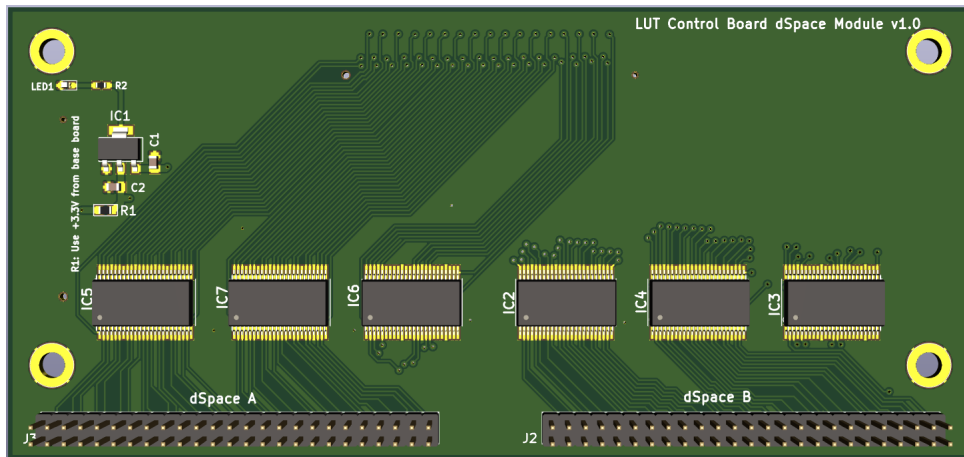 LUT Control Board dSpace Module v1.0
LED1
R2
IC1
C1
C2
R1
R1: Use +3.3V from base board
IC5
IC7
IC6
IC2
IC4
IC3
dSpace A
dSpace B
J3
J2